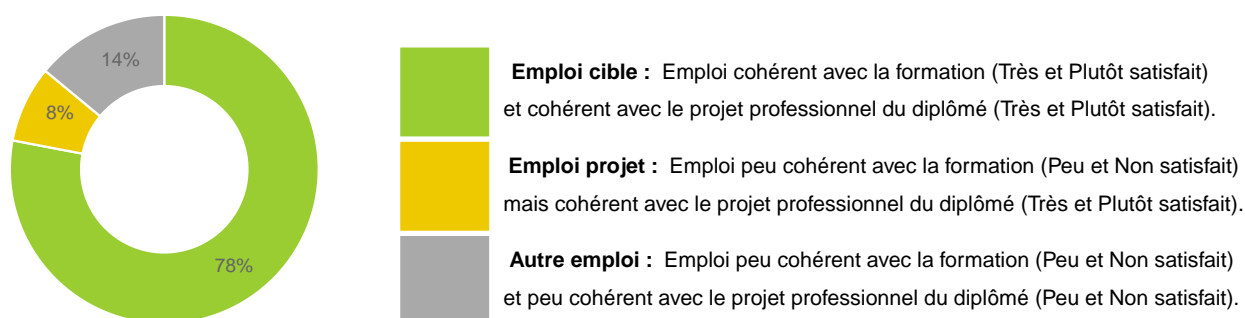 14%
8%
78%
Emploi cible : Emploi cohérent avec la formation (Très et Plutôt satisfait)
et cohérent avec le projet professionnel du diplômé (Très et Plutôt satisfait).
Emploi projet : Emploi peu cohérent avec la formation (Peu et Non satisfait)
mais cohérent avec le projet professionnel du diplômé (Très et Plutôt satisfait).
Autre emploi : Emploi peu cohérent avec la formation (Peu et Non satisfait)
et peu cohérent avec le projet professionnel du diplômé (Peu et Non satisfait).